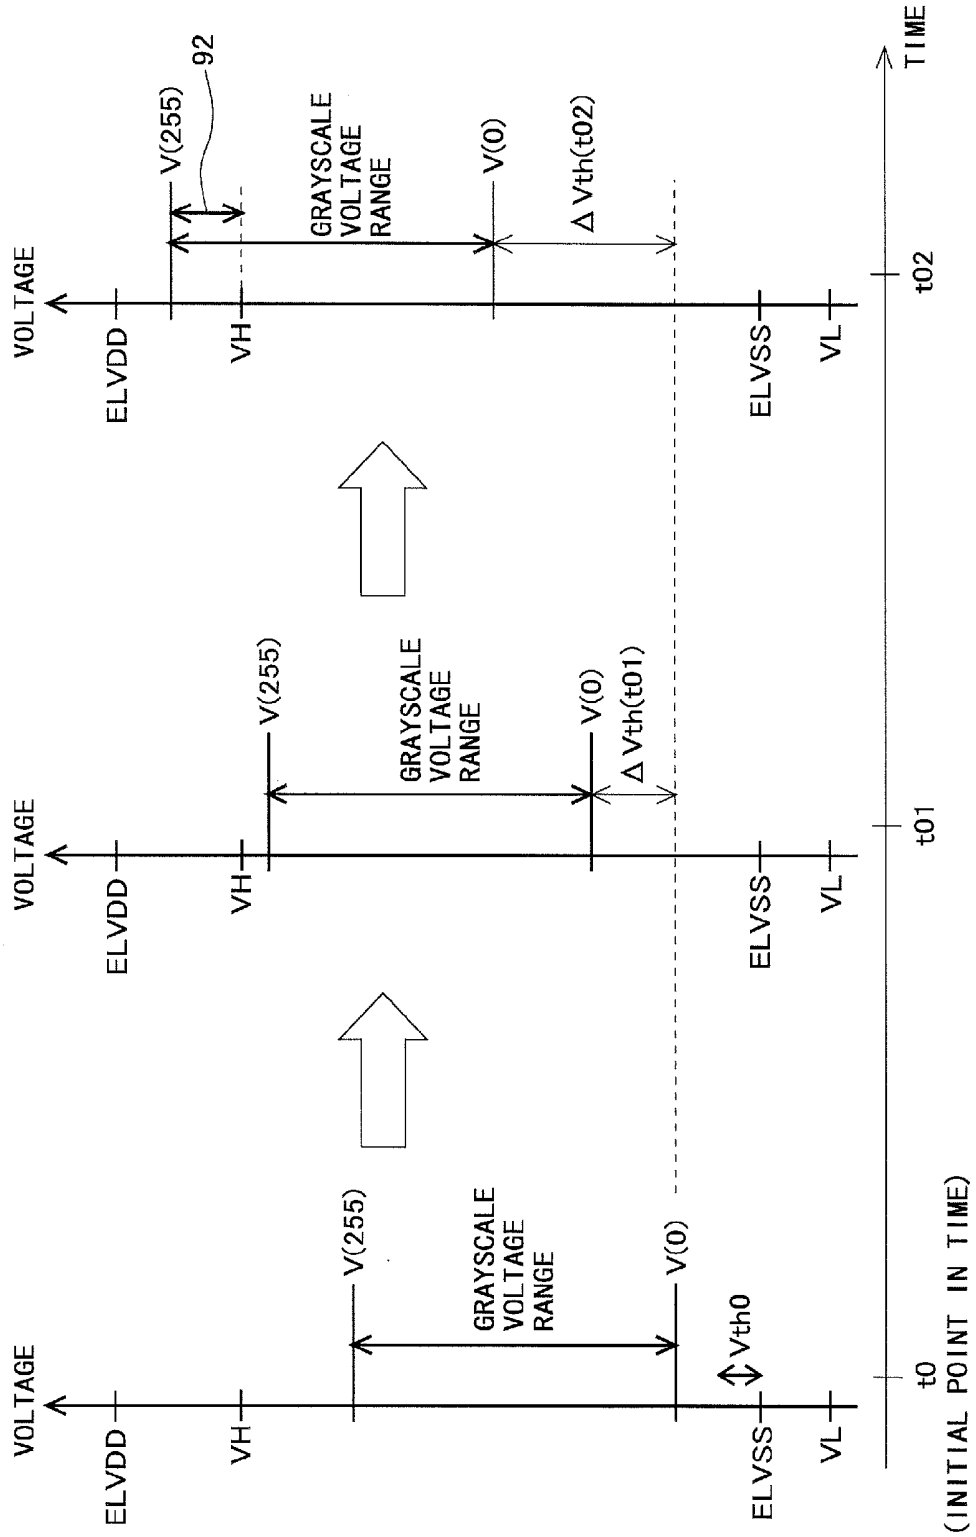 VOLTAGE
ELVDD
VH
V(255)
GRAYSCALE
VOLTAGE
RANGE
V(0)
Vth0
ELVSS
VL
t0
(INITIAL POINT IN TIME)
VOLTAGE
ELVDD
VH
V(255)
GRAYSCALE
VOLTAGE
RANGE
V(0)
Δ Vth(t01)
ELVSS
VL
t01
VOLTAGE
ELVDD
V(255)
92
VH
GRAYSCALE
VOLTAGE
RANGE
V(0)
Δ Vth(t02)
ELVSS
VL
t02
TIME